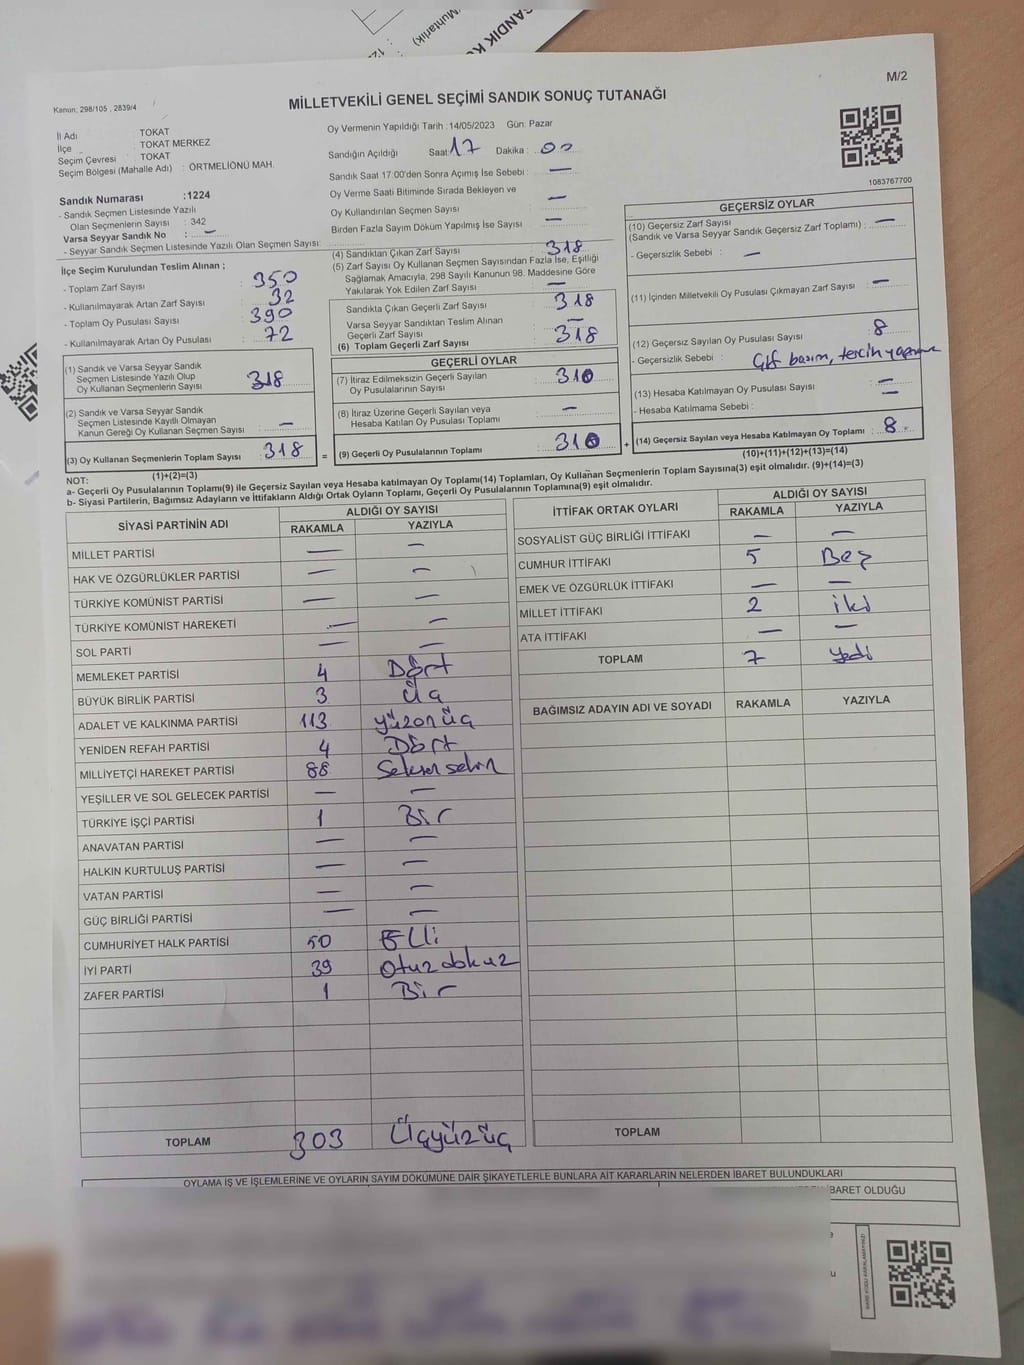 SANDIK K
(Muhtarlık)
M/2
Kanun: 298/105 , 2839/4
MİLLETVEKİLİ GENEL SEÇİMİ SANDIK SONUÇ TUTANAĞI
İl Adı : TOKAT
İlçe : TOKAT MERKEZ
Seçim Çevresi : TOKAT
Seçim Bölgesi (Mahalle Adı) : ORTMELİÖNÜ MAH.
Oy Vermenin Yapıldığı Tarih :14/05/2023 Gün: Pazar
Sandığın Açıldığı Saat: 17 Dakika : 00
Sandık Saat 17:00'den Sonra Açımış İse Sebebi : —
Oy Verme Saati Bitiminde Sırada Bekleyen ve
Oy Kullandırılan Seçmen Sayısı : —
Birden Fazla Sayım Döküm Yapılmış İse Sayısı : —
1083767700
Sandık Numarası :1224
- Sandık Seçmen Listesinde Yazılı
Olan Seçmenlerin Sayısı : 342
Varsa Seyyar Sandık No : —
- Seyyar Sandık Seçmen Listesinde Yazılı Olan Seçmen Sayısı:
İlçe Seçim Kurulundan Teslim Alınan ;
- Toplam Zarf Sayısı : 350
- Kullanılmayarak Artan Zarf Sayısı : 32
- Toplam Oy Pusulası Sayısı : 390
- Kullanılmayarak Artan Oy Pusulası : 72
(1) Sandık ve Varsa Seyyar Sandık
Seçmen Listesinde Yazılı Olup
Oy Kullanan Seçmenlerin Sayısı : 318
(2) Sandık ve Varsa Seyyar Sandık
Seçmen Listesinde Kayıtlı Olmayan
Kanun Gereği Oy Kullanan Seçmen Sayısı : —
(3) Oy Kullanan Seçmenlerin Toplam Sayısı : 318
(1)+(2)=(3)
(4) Sandıktan Çıkan Zarf Sayısı : 318
(5) Zarf Sayısı Oy Kullanan Seçmen Sayısından Fazla İse, Eşitliği
Sağlamak Amacıyla, 298 Sayılı Kanunun 98. Maddesine Göre
Yakılarak Yok Edilen Zarf Sayısı : —
Sandıkta Çıkan Geçerli Zarf Sayısı : 318
Varsa Seyyar Sandıktan Teslim Alınan
Geçerli Zarf Sayısı : —
(6) Toplam Geçerli Zarf Sayısı : 318
GEÇERLİ OYLAR
(7) İtiraz Edilmeksizin Geçerli Sayılan
Oy Pusulalarının Sayısı : 310
(8) İtiraz Üzerine Geçerli Sayılan veya
Hesaba Katılan Oy Pusulası Toplamı : —
= (9) Geçerli Oy Pusulalarının Toplamı : 310 +
GEÇERSİZ OYLAR
(10) Geçersiz Zarf Sayısı
(Sandık ve Varsa Seyyar Sandık Geçersiz Zarf Toplamı) : —
- Geçersizlik Sebebi : —
(11) İçinden Milletvekili Oy Pusulası Çıkmayan Zarf Sayısı : —
(12) Geçersiz Sayılan Oy Pusulası Sayısı : 8
- Geçersizlik Sebebi : Çift basım, tercih yapma
(13) Hesaba Katılmayan Oy Pusulası Sayısı : —
- Hesaba Katılmama Sebebi : —
(14) Geçersiz Sayılan veya Hesaba Katılmayan Oy Toplamı : 8
(10)+(11)+(12)+(13)=(14)
NOT:
a- Geçerli Oy Pusulalarının Toplamı(9) ile Geçersiz Sayılan veya Hesaba Katılmayan Oy Toplamı(14) Toplamları, Oy Kullanan Seçmenlerin Toplam Sayısına(3) eşit olmalıdır. (9)+(14)=(3)
b- Siyasi Partilerin, Bağımsız Adayların ve İttifakların Aldığı Ortak Oyların Toplamı, Geçerli Oy Pusulalarının Toplamına(9) eşit olmalıdır.
SİYASİ PARTİNİN ADI ALDIĞI OY SAYISI
RAKAMLA YAZIYLA
MİLLET PARTİSİ — —
HAK VE ÖZGÜRLÜKLER PARTİSİ — —
TÜRKİYE KOMÜNİST PARTİSİ — —
TÜRKİYE KOMÜNİST HAREKETİ — —
SOL PARTİ — —
MEMLEKET PARTİSİ 4 Dört
BÜYÜK BİRLİK PARTİSİ 3 Üç
ADALET VE KALKINMA PARTİSİ 113 yüzonüç
YENİDEN REFAH PARTİSİ 4 Dört
MİLLİYETÇİ HAREKET PARTİSİ 88 Seksensekin
YEŞİLLER VE SOL GELECEK PARTİSİ — —
TÜRKİYE İŞÇİ PARTİSİ 1 Bir
ANAVATAN PARTİSİ — —
HALKIN KURTULUŞ PARTİSİ — —
VATAN PARTİSİ — —
GÜÇ BİRLİĞİ PARTİSİ — —
CUMHURİYET HALK PARTİSİ 50 Elli
İYİ PARTİ 39 Otuzdokuz
ZAFER PARTİSİ 1 Bir
TOPLAM 303 Üçyüzüç
İTTİFAK ORTAK OYLARI ALDIĞI OY SAYISI
RAKAMLA YAZIYLA
SOSYALİST GÜÇ BİRLİĞİ İTTİFAKI — —
CUMHUR İTTİFAKI 5 Beş
EMEK VE ÖZGÜRLÜK İTTİFAKI — —
MİLLET İTTİFAKI 2 iki
ATA İTTİFAKI — —
TOPLAM 7 yedi
BAĞIMSIZ ADAYIN ADI VE SOYADI RAKAMLA YAZIYLA
TOPLAM
OYLAMA İŞ VE İŞLEMLERİNE VE OYLARIN SAYIM DÖKÜMÜNE DAİR ŞİKAYETLERLE BUNLARA AİT KARARLARIN NELERDEN İBARET BULUNDUKLARI
İBARET OLDUĞU